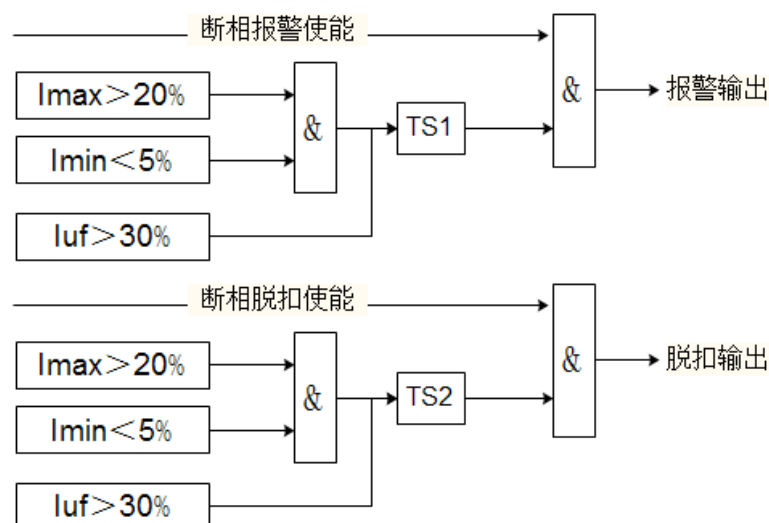 断相报警使能
Imax＞20%
Imin＜5%
Iuf＞30%
&
TS1
&
报警输出
断相脱扣使能
Imax＞20%
Imin＜5%
Iuf＞30%
&
TS2
&
脱扣输出